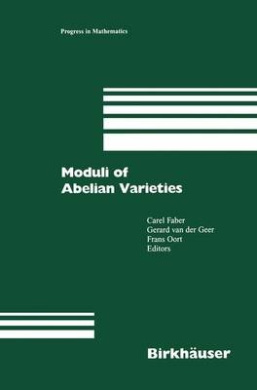 Progress in Mathematics
Moduli of
Abelian Varieties
Carel Faber
Gerard van der Geer
Frans Oort
Editors
Birkhäuser